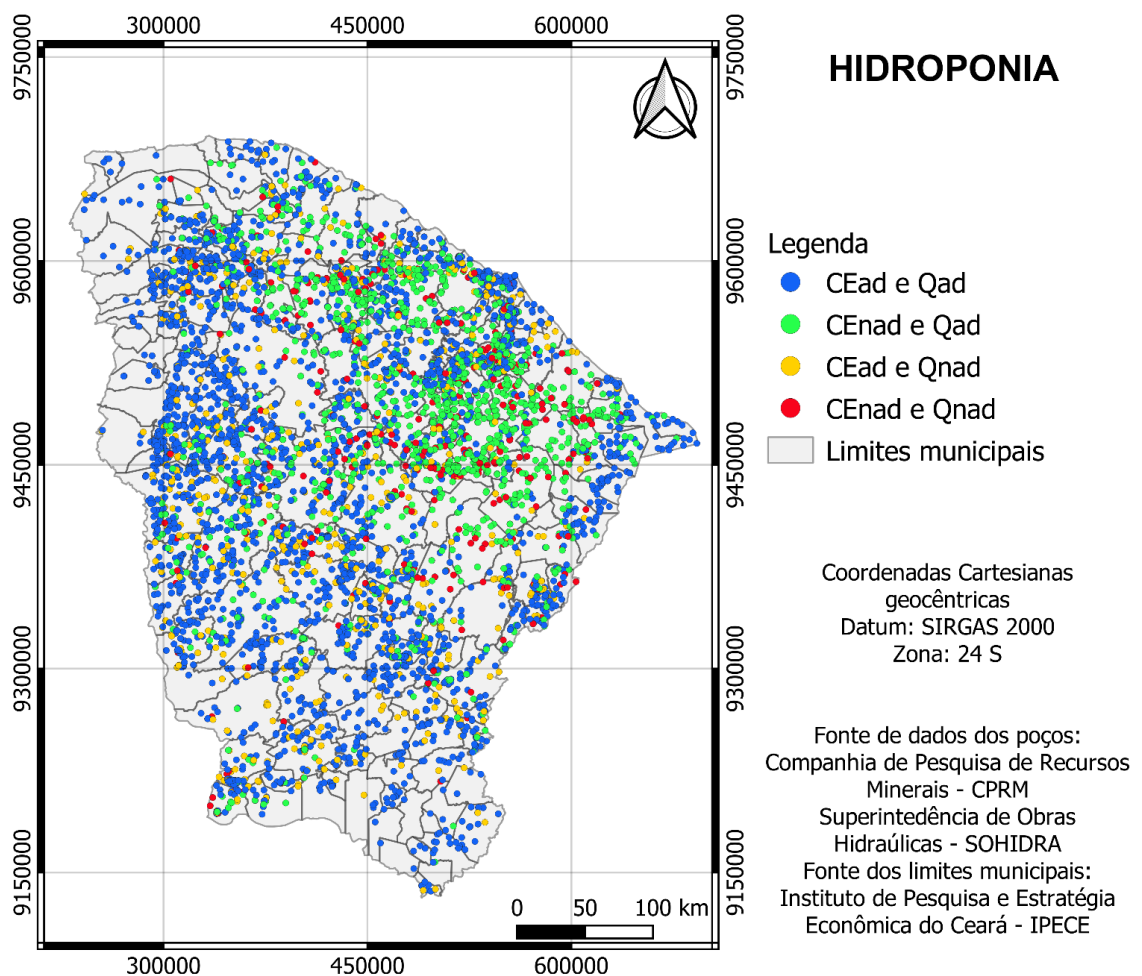 300000 450000 600000
9750000 9750000
HIDROPONIA
9600000 9600000
Legenda
CEad e Qad
CEnad e Qad
CEad e Qnad
CEnad e Qnad
Limites municipais
9450000 9450000
Coordenadas Cartesianas
geocêntricas
Datum: SIRGAS 2000
Zona: 24 S
9300000 9300000
Fonte de dados dos poços:
Companhia de Pesquisa de Recursos
Minerais - CPRM
Superintedência de Obras
Hidraúlicas - SOHIDRA
Fonte dos limites municipais:
Instituto de Pesquisa e Estratégia
Econômica do Ceará - IPECE
9150000 9150000
0 50 100 km
300000 450000 600000